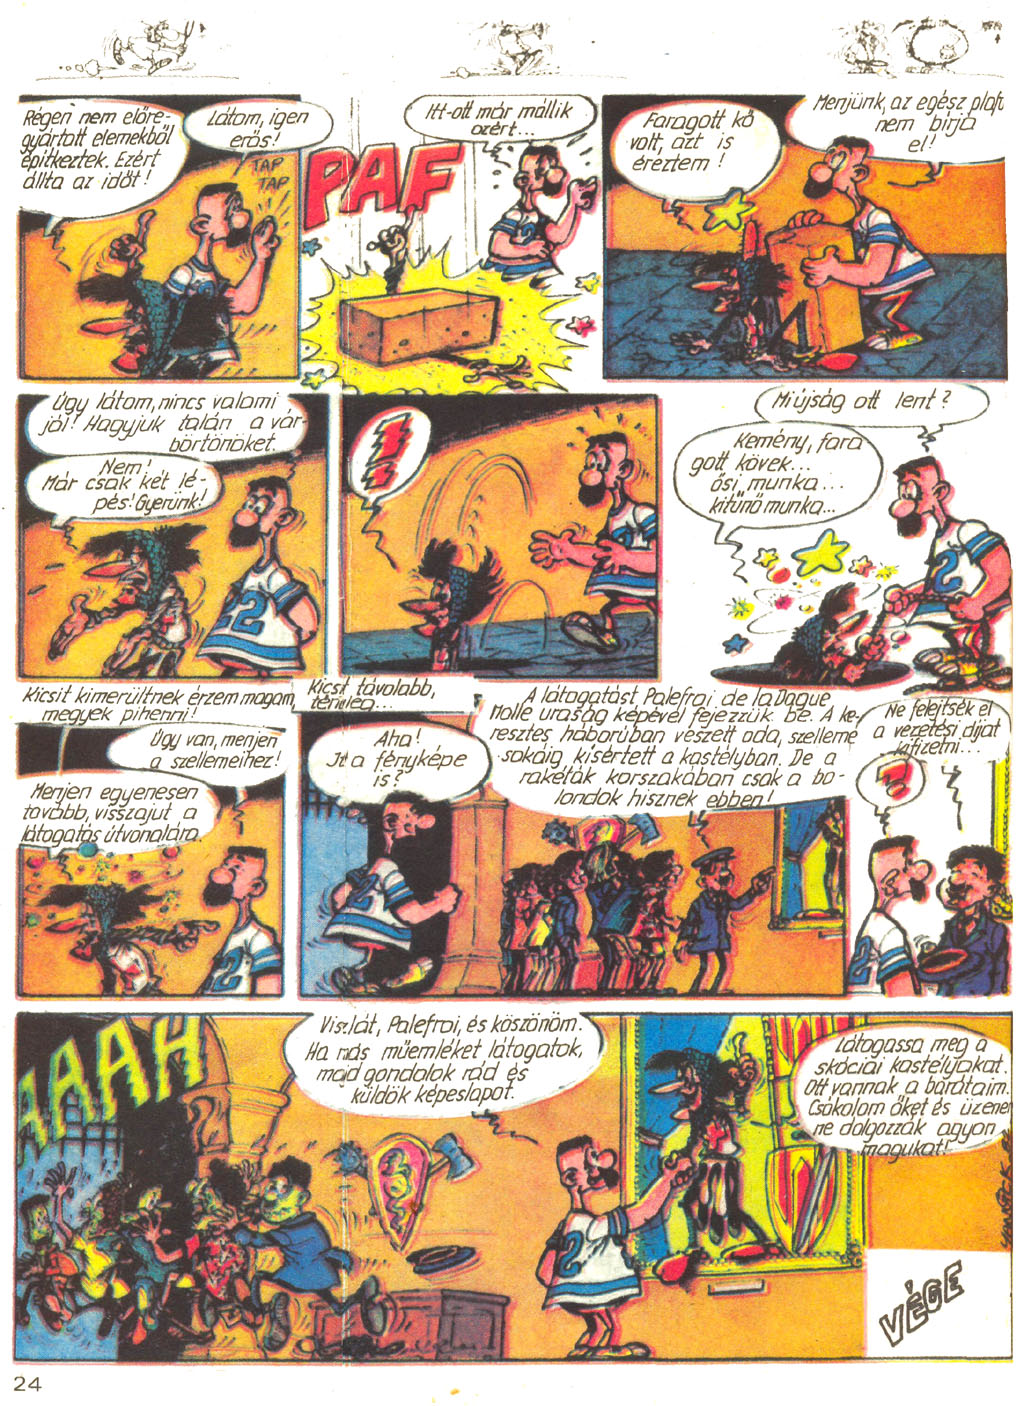 Régen nem előre-
gyártott elemekből
építkeztek. Ezért
állta az időt!
Látom, igen
erős!
TAP
TAP
PAF
Itt-ott már mállik
azért...
Faragott kő
volt, azt is
éreztem!
Menjünk, az egész plafon
nem bírja
el!
Úgy látom, nincs valami
jól! Hagyjuk talán a vár-
börtönöket.
Nem!
Már csak két lé-
pés! Gyerünk!
!
Miújság ott lent?
Kemény, fara
gott kövek...
ősi munka...
kitűnő munka...
Kicsit kimerültnek érzem magam,
megyek pihenni!
Úgy van, menjen
a szellemeihez!
Menjen egyenesen
tovább, visszajut a
látogatás útvonalára.
Kicsit távolabb,
tényleg...
Aha!
Itt a fényképe
is?
A látogatást Palefroi de la Dague
Molle uraság képével fejezzük be. A ke-
resztes háborúban veszett oda, szelleme
sokáig kísértett a kastélyban. De a
rakéták korszakában csak a bo-
londok hisznek ebben!
Ne felejtsék el
a vezetési díjat
kifizetni...
?
AAAAH
Viszlát, Palefroi, és köszönöm.
Ha más műemléket látogatok,
majd gondolok rád és
küldök képeslapot.
Látogassa meg a
skóciai kastélyokat.
Ott vannak a barátaim.
Csókolom őket és üzenem
ne dolgozzák agyon
magukat!
VÉGE
24